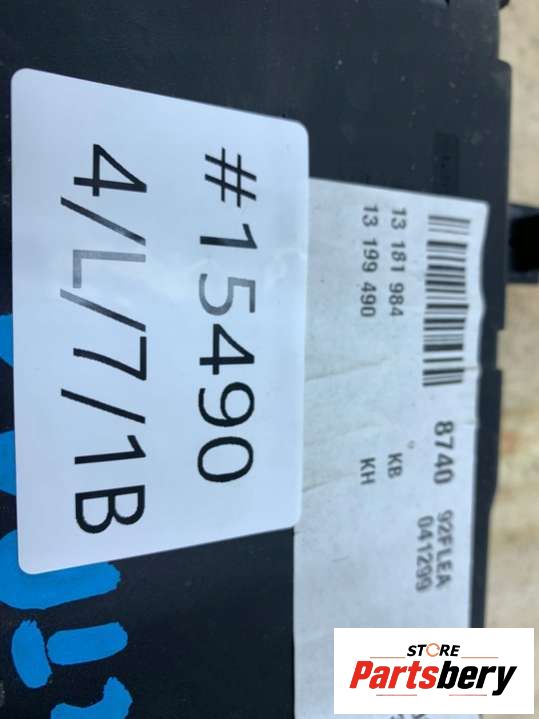 #15490
4/L/7/1B
8740 92FLEA
041299
13 181 984 KB
13 199 490 KH
STORE
Partsbery